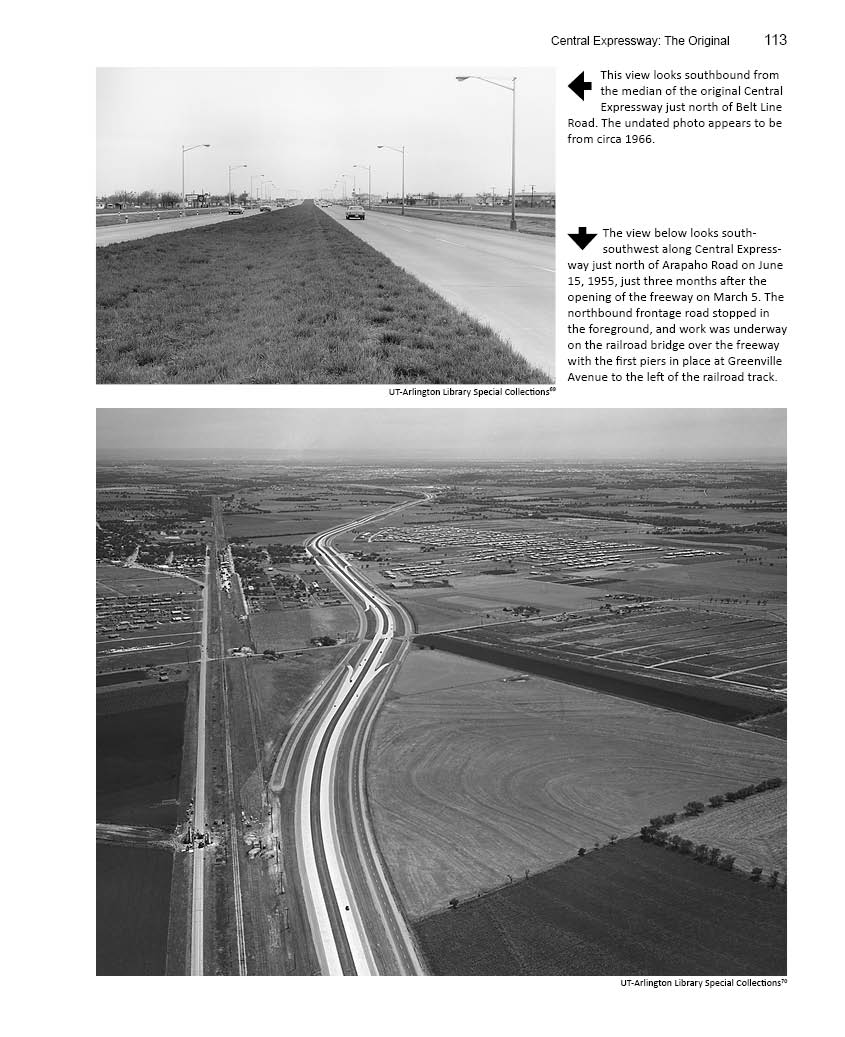 Central Expressway: The Original 113
This view looks southbound from
the median of the original Central
Expressway just north of Belt Line
Road. The undated photo appears to be
from circa 1966.
The view below looks south-
southwest along Central Express-
way just north of Arapaho Road on June
15, 1955, just three months after the
opening of the freeway on March 5. The
northbound frontage road stopped in
the foreground, and work was underway
on the railroad bridge over the freeway
with the first piers in place at Greenville
Avenue to the left of the railroad track.
UT-Arlington Library Special Collections⁶⁹
UT-Arlington Library Special Collections⁷⁰